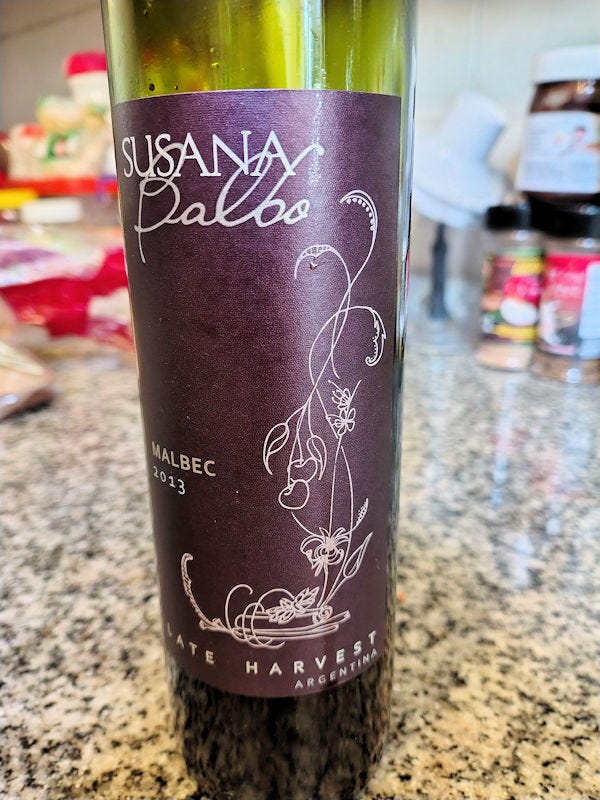 SUSANA
Balbo
MALBEC
2013
LATE HARVEST
ARGENTINA